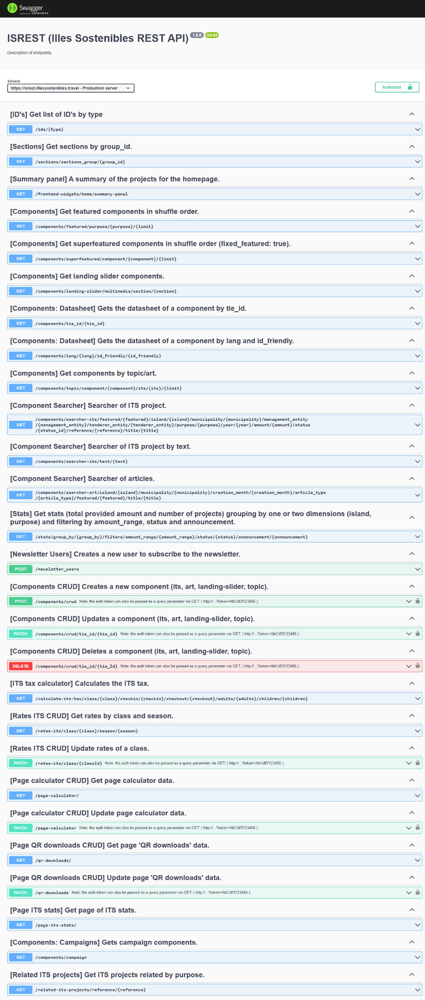 Swagger
Supported by SMARTBEAR
ISREST (Illes Sostenibles REST API) 1.0.0 OAS3
Description of endpoints.
Servers
https://isrest.illessostenibles.travel - Production server
Authorize
[ID's] Get list of ID's by type
GET /ids/{type}
[Sections] Get sections by group_id.
GET /sections/sections_group/{group_id}
[Summary panel] A summary of the projects for the homepage.
GET /frontend-widgets/home/summary-panel
[Components] Get featured components in shuffle order.
GET /components/featured/purpose/{purpose}/{limit}
[Components] Get superfeatured components in shuffle order (fixed_featured: true).
GET /components/superfeatured/component/{component}/{limit}
[Components] Get landing slider components.
GET /components/landing-slider/multimedia/section/{section}
[Components: Datasheet] Gets the datasheet of a component by tie_id.
GET /components/tie_id/{tie_id}
[Components: Datasheet] Gets the datasheet of a component by lang and id_friendly.
GET /components/lang/{lang}/id_friendly/{id_friendly}
[Components] Get components by topic/art.
GET /components/topic/component/{component}/its/{its}/{limit}
[Component Searcher] Searcher of ITS project.
/components/searcher-its/featured/{featured}/island/{island}/municipality/{municipality}/management_entity
GET /{management_entity}/tenderer_entity/{tenderer_entity}/purpose/{purpose}/year/{year}/amount/{amount}/status
/{status_id}/reference/{reference}/title/{title}
[Component Searcher] Searcher of ITS project by text.
GET /components/searcher-its/text/{text}
[Component Searcher] Searcher of articles.
GET /components/searcher-art/island/{island}/municipality/{municipality}/creation_month/{creation_month}/article_type
/{article_type}/featured/{featured}/title/{title}
[Stats] Get stats (total provided amount and number of projects) grouping by one or two dimensions (island,
purpose) and filtering by amount_range, status and announcement.
GET /stats/group_by/{group_by}/filters/amount_range/{amount_range}/status/{status}/announcement/{announcement}
[Newsletter Users] Creates a new user to subscribe to the newsletter.
POST /newsletter_users
[Components CRUD] Creates a new component (its, art, landing-slider, topic).
POST /components/crud Note: the auth token can also be passed as a query parameter via GET: ( http://...?token=AbCdEf123456 ).
[Components CRUD] Updates a component (its, art, landing-slider, topic).
PATCH /components/crud/tie_id/{tie_id} Note: the auth token can also be passed as a query parameter via GET: ( http://...?token=AbCdEf123456 ).
[Components CRUD] Deletes a component (its, art, landing-slider, topic).
DELETE /components/crud/tie_id/{tie_Id} Note: the auth token can also be passed as a query parameter via GET: ( http://...?token=AbCdEf123456 ).
[ITS tax calculator] Calculates the ITS tax.
GET /calculate-its-tax/class/{class}/checkin/{checkin}/checkout/{checkout}/adults/{adults}/children/{children}
[Rates ITS CRUD] Get rates by class and season.
GET /rates-its/class/{class}/season/{season}
[Rates ITS CRUD] Update rates of a class.
PATCH /rates-its/class/{classId} Note: the auth token can also be passed as a query parameter via GET: ( http://...?token=AbCdEf123456 ).
[Page calculator CRUD] Get page calculator data.
GET /page-calculator/
[Page calculator CRUD] Update page calculator data.
PATCH /page-calculator Note: the auth token can also be passed as a query parameter via GET: ( http://...?token=AbCdEf123456 ).
[Page QR downloads CRUD] Get page 'QR downloads' data.
GET /qr-downloads/
[Page QR downloads CRUD] Update page 'QR downloads' data.
PATCH /qr-downloads Note: the auth token can also be passed as a query parameter via GET: ( http://...?token=AbCdEf123456 ).
[Page ITS stats] Get page of ITS stats.
GET /page-its-stats/
[Components: Campaigns] Gets campaign components.
GET /components/campaign
[Related ITS projects] Get ITS projects related by purpose.
GET /related-its-projects/reference/{reference}